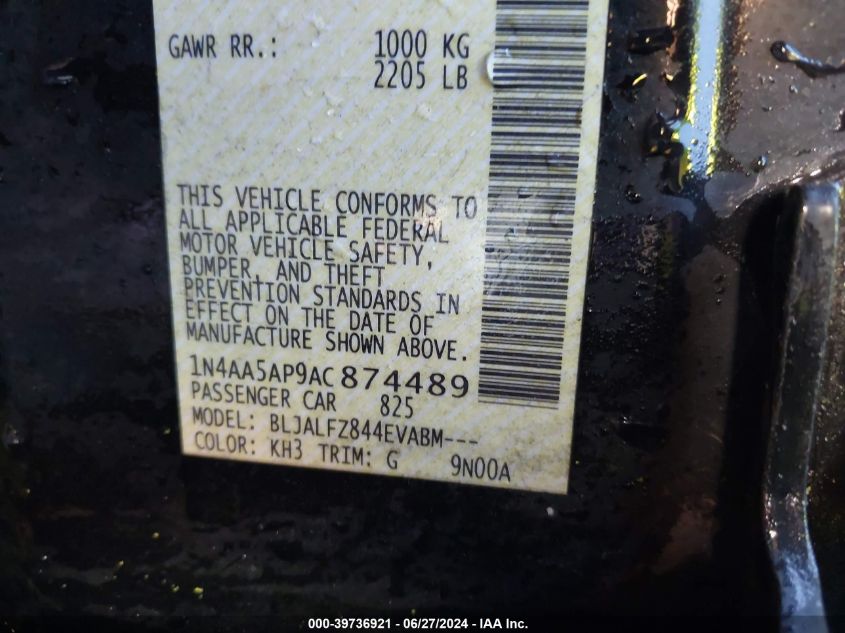 GAWR RR.: 1000 KG
2205 LB
THIS VEHICLE CONFORMS TO
ALL APPLICABLE FEDERAL
MOTOR VEHICLE SAFETY,
BUMPER, AND THEFT
PREVENTION STANDARDS IN
EFFECT ON THE DATE OF
MANUFACTURE SHOWN ABOVE.
1N4AA5AP9AC874489
PASSENGER CAR 825
MODEL: BLJALFZ844EVABM---
COLOR: KH3 TRIM: G 9N00A
000-39736921 - 06/27/2024 - IAA Inc.